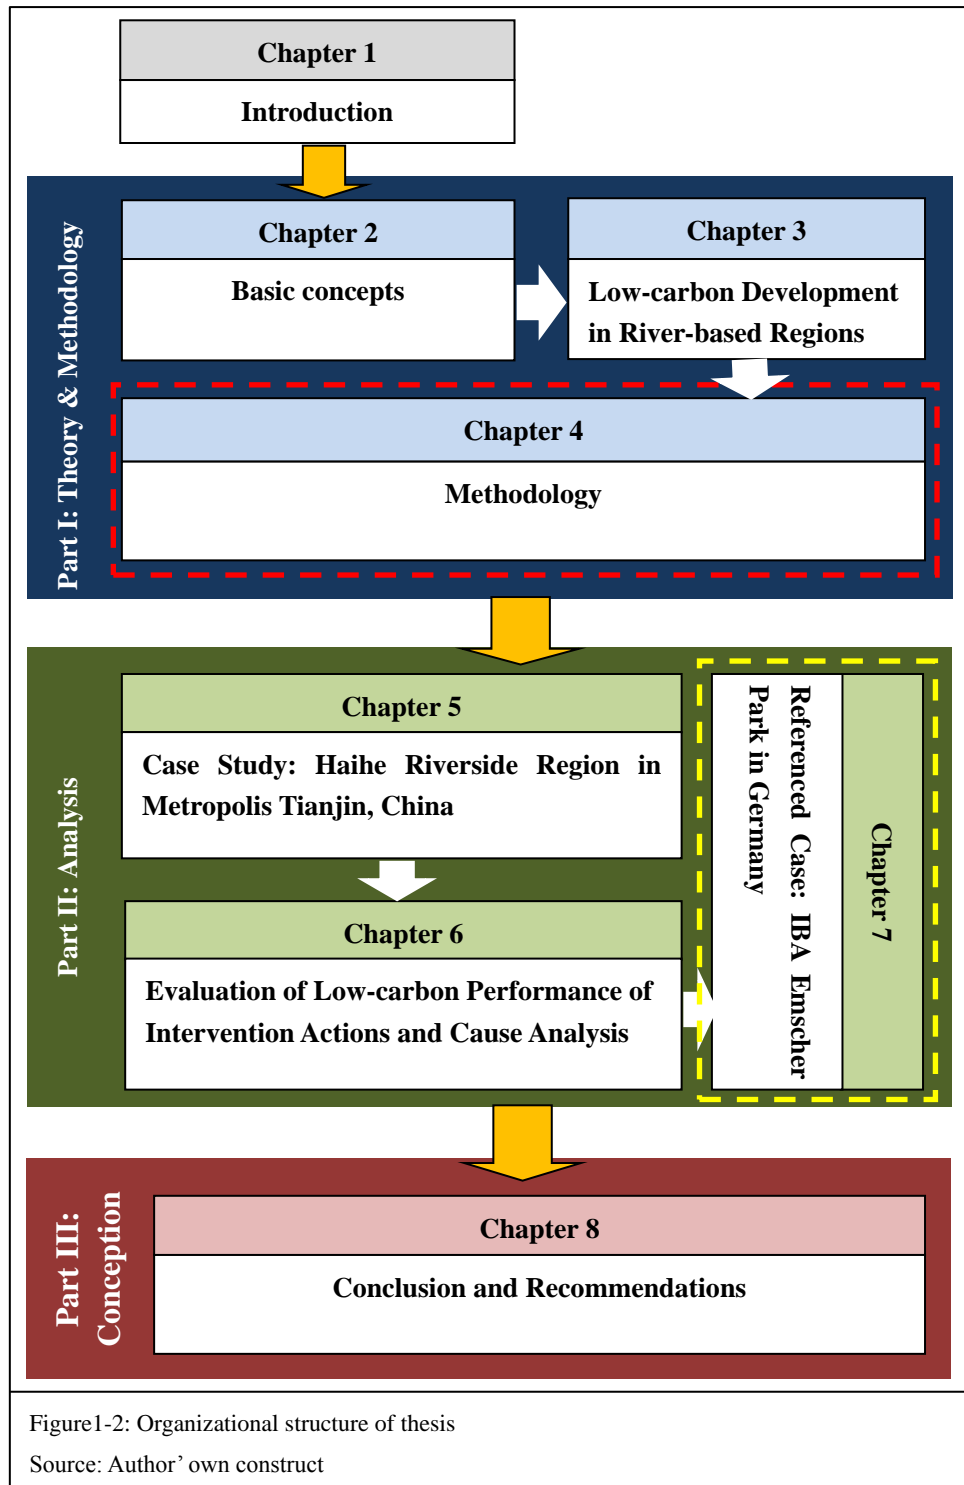 Chapter 1
Introduction
Part I: Theory & Methodology
Chapter 2
Basic concepts
Chapter 3
Low-carbon Development
in River-based Regions
Chapter 4
Methodology
Part II: Analysis
Chapter 5
Case Study: Haihe Riverside Region in
Metropolis Tianjin, China
Chapter 6
Evaluation of Low-carbon Performance of
Intervention Actions and Cause Analysis
Chapter 7
Referenced Case: IBA Emscher
Park in Germany
Part III:
Conception
Chapter 8
Conclusion and Recommendations
Figure1-2: Organizational structure of thesis
Source: Author’ own construct